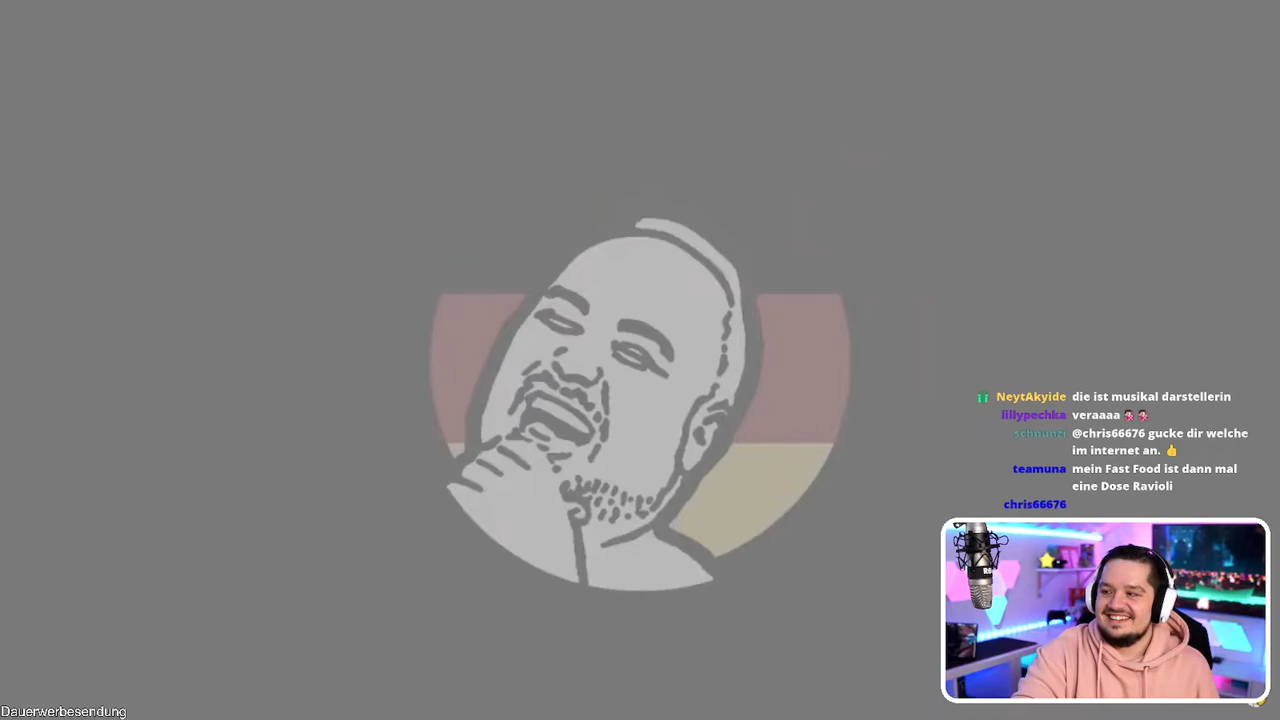 NeytAkyide die ist musikal darstellerin
lillypechka veraaaa
schnunzi @chris66676 gucke dir welche
im internet an.
teamuna mein Fast Food ist dann mal
eine Dose Ravioli
chris66676
Dauerwerbesendung